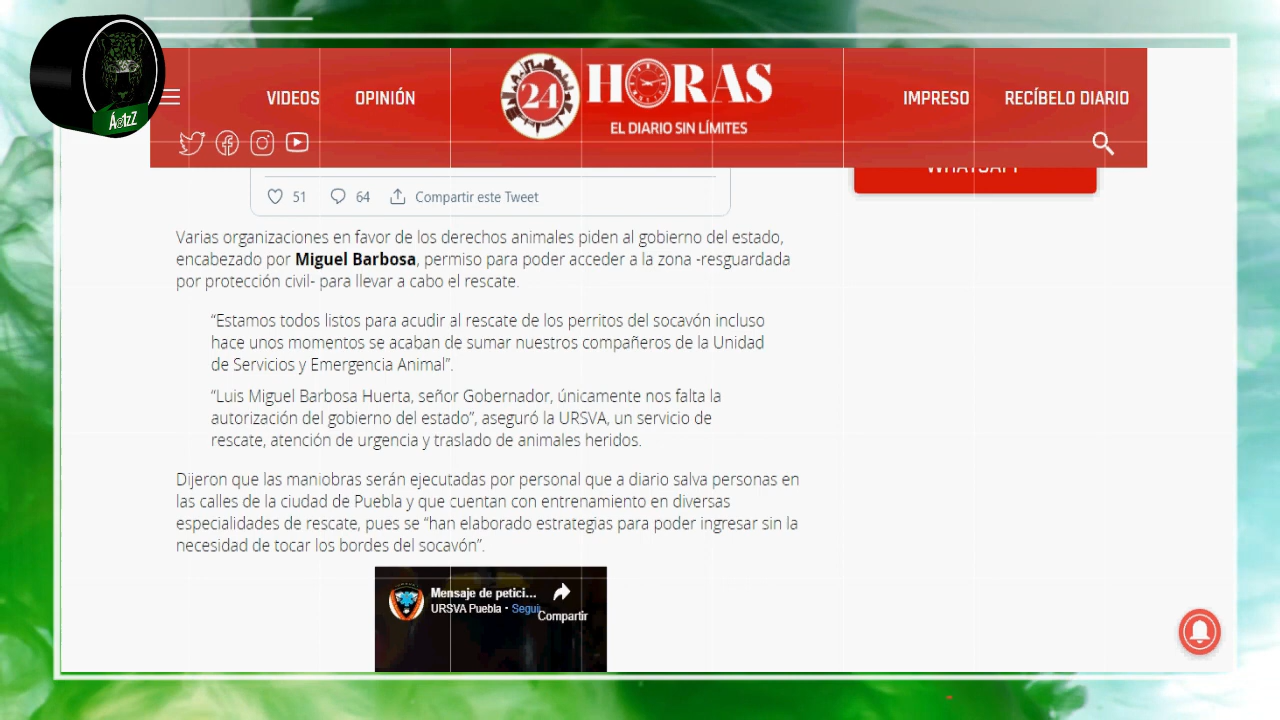 VIDEOS OPINIÓN
24 HORAS
EL DIARIO SIN LÍMITES
IMPRESO RECÍBELO DIARIO
WHATSAPP
51 64 Compartir este Tweet
Varias organizaciones en favor de los derechos animales piden al gobierno del estado,
encabezado por Miguel Barbosa, permiso para poder acceder a la zona -resguardada
por protección civil- para llevar a cabo el rescate.
“Estamos todos listos para acudir al rescate de los perritos del socavón incluso
hace unos momentos se acaban de sumar nuestros compañeros de la Unidad
de Servicios y Emergencia Animal”.
“Luis Miguel Barbosa Huerta, señor Gobernador, únicamente nos falta la
autorización del gobierno del estado”, aseguró la URSVA, un servicio de
rescate, atención de urgencia y traslado de animales heridos.
Dijeron que las maniobras serán ejecutadas por personal que a diario salva personas en
las calles de la ciudad de Puebla y que cuentan con entrenamiento en diversas
especialidades de rescate, pues se “han elaborado estrategias para poder ingresar sin la
necesidad de tocar los bordes del socavón”.
Mensaje de petici...
URSVA Puebla · Segui
Compartir